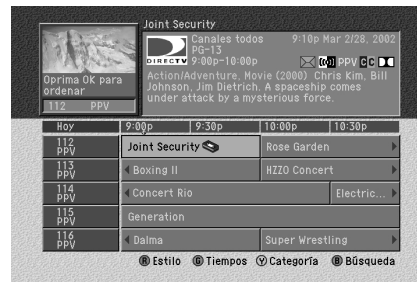 Joint Security
Canales todos 9:10p Mar 2/28, 2002
PG-13
DIRECTV 9:00p-10:00p PPV CC
Action/Adventure, Movie (2000) Chris Kim, Bill
Johnson, Jim Dietrich. A spaceship comes
under attack by a mysterious force.
Oprima OK para
ordenar
112 PPV
Hoy 9:00p 9:30p 10:00p 10:30p
112 PPV Joint Security Rose Garden
113 PPV Boxing II HZZO Concert
114 PPV Concert Rio Electric...
115 PPV Generation
116 PPV Dalma Super Wrestling
R Estilo G Tiempos Y Categoría B Búsqueda